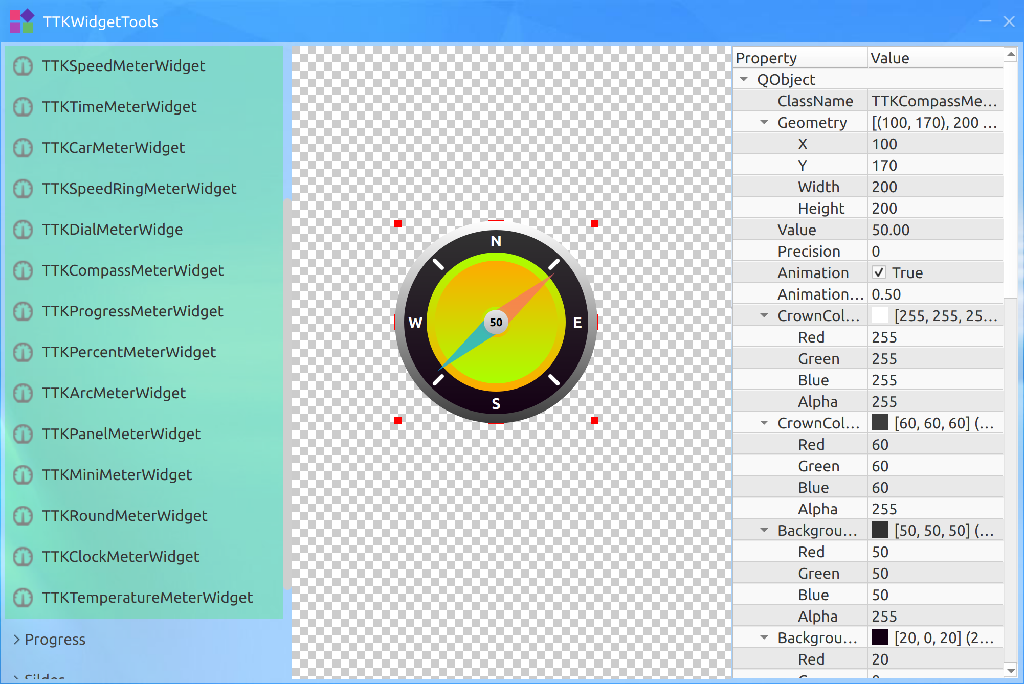 TTKWidgetTools
TTKSpeedMeterWidget
TTKTimeMeterWidget
TTKCarMeterWidget
TTKSpeedRingMeterWidget
TTKDialMeterWidge
TTKCompassMeterWidget
TTKProgressMeterWidget
TTKPercentMeterWidget
TTKArcMeterWidget
TTKPanelMeterWidget
TTKMiniMeterWidget
TTKRoundMeterWidget
TTKClockMeterWidget
TTKTemperatureMeterWidget
Progress
N
W 50 E
S
Property Value
QObject
ClassName TTKCompassMe...
Geometry [(100, 170), 200 ...
X 100
Y 170
Width 200
Height 200
Value 50.00
Precision 0
Animation True
Animation... 0.50
CrownCol... [255, 255, 25...
Red 255
Green 255
Blue 255
Alpha 255
CrownCol... [60, 60, 60] (...
Red 60
Green 60
Blue 60
Alpha 255
Backgrou... [50, 50, 50] (...
Red 50
Green 50
Blue 50
Alpha 255
Backgrou... [20, 0, 20] (2...
Red 20